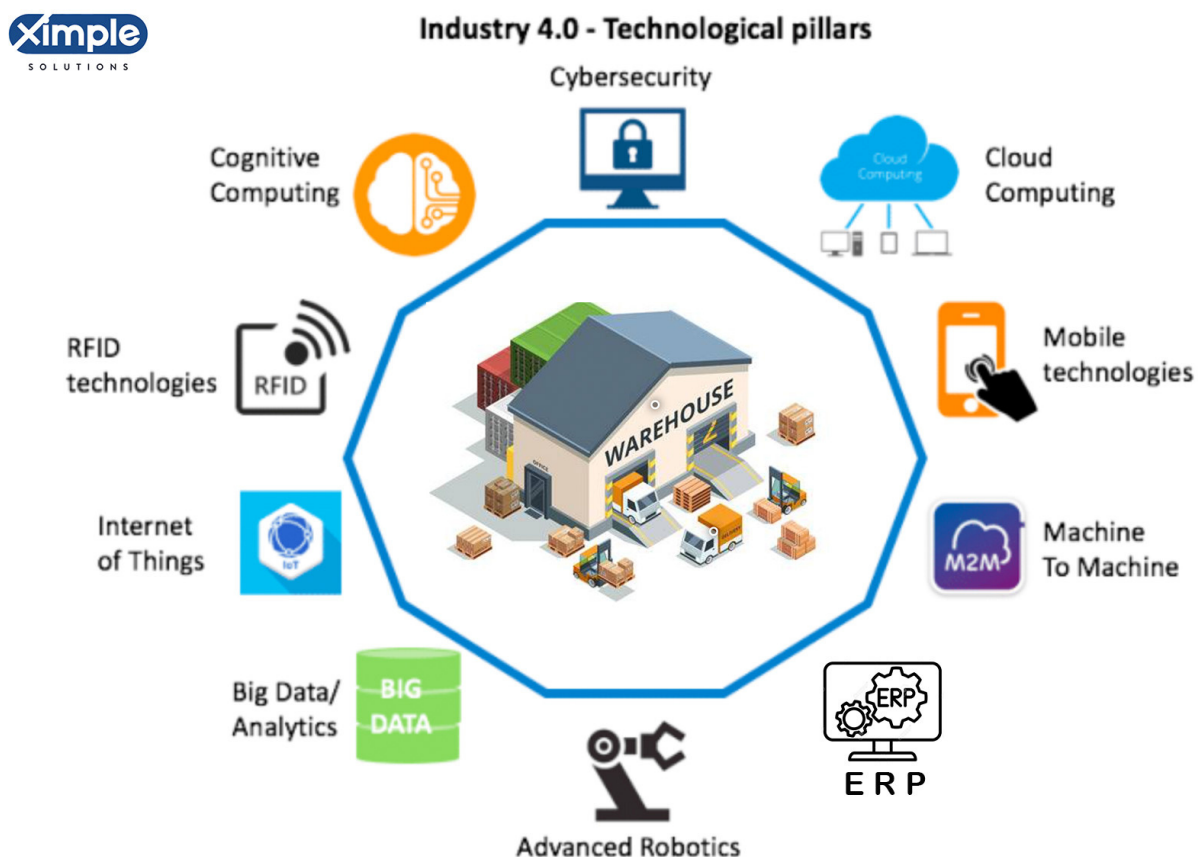 Ximple
SOLUTIONS
Industry 4.0 - Technological pillars
Cybersecurity
Cognitive
Computing
Cloud
Computing
Cloud
Computing
RFID
technologies
RFID
Mobile
technologies
WAREHOUSE
OFFICE
Internet
of Things
IoT
M2M
Machine
To Machine
Big Data/
Analytics
BIG
DATA
ERP
ERP
Advanced Robotics